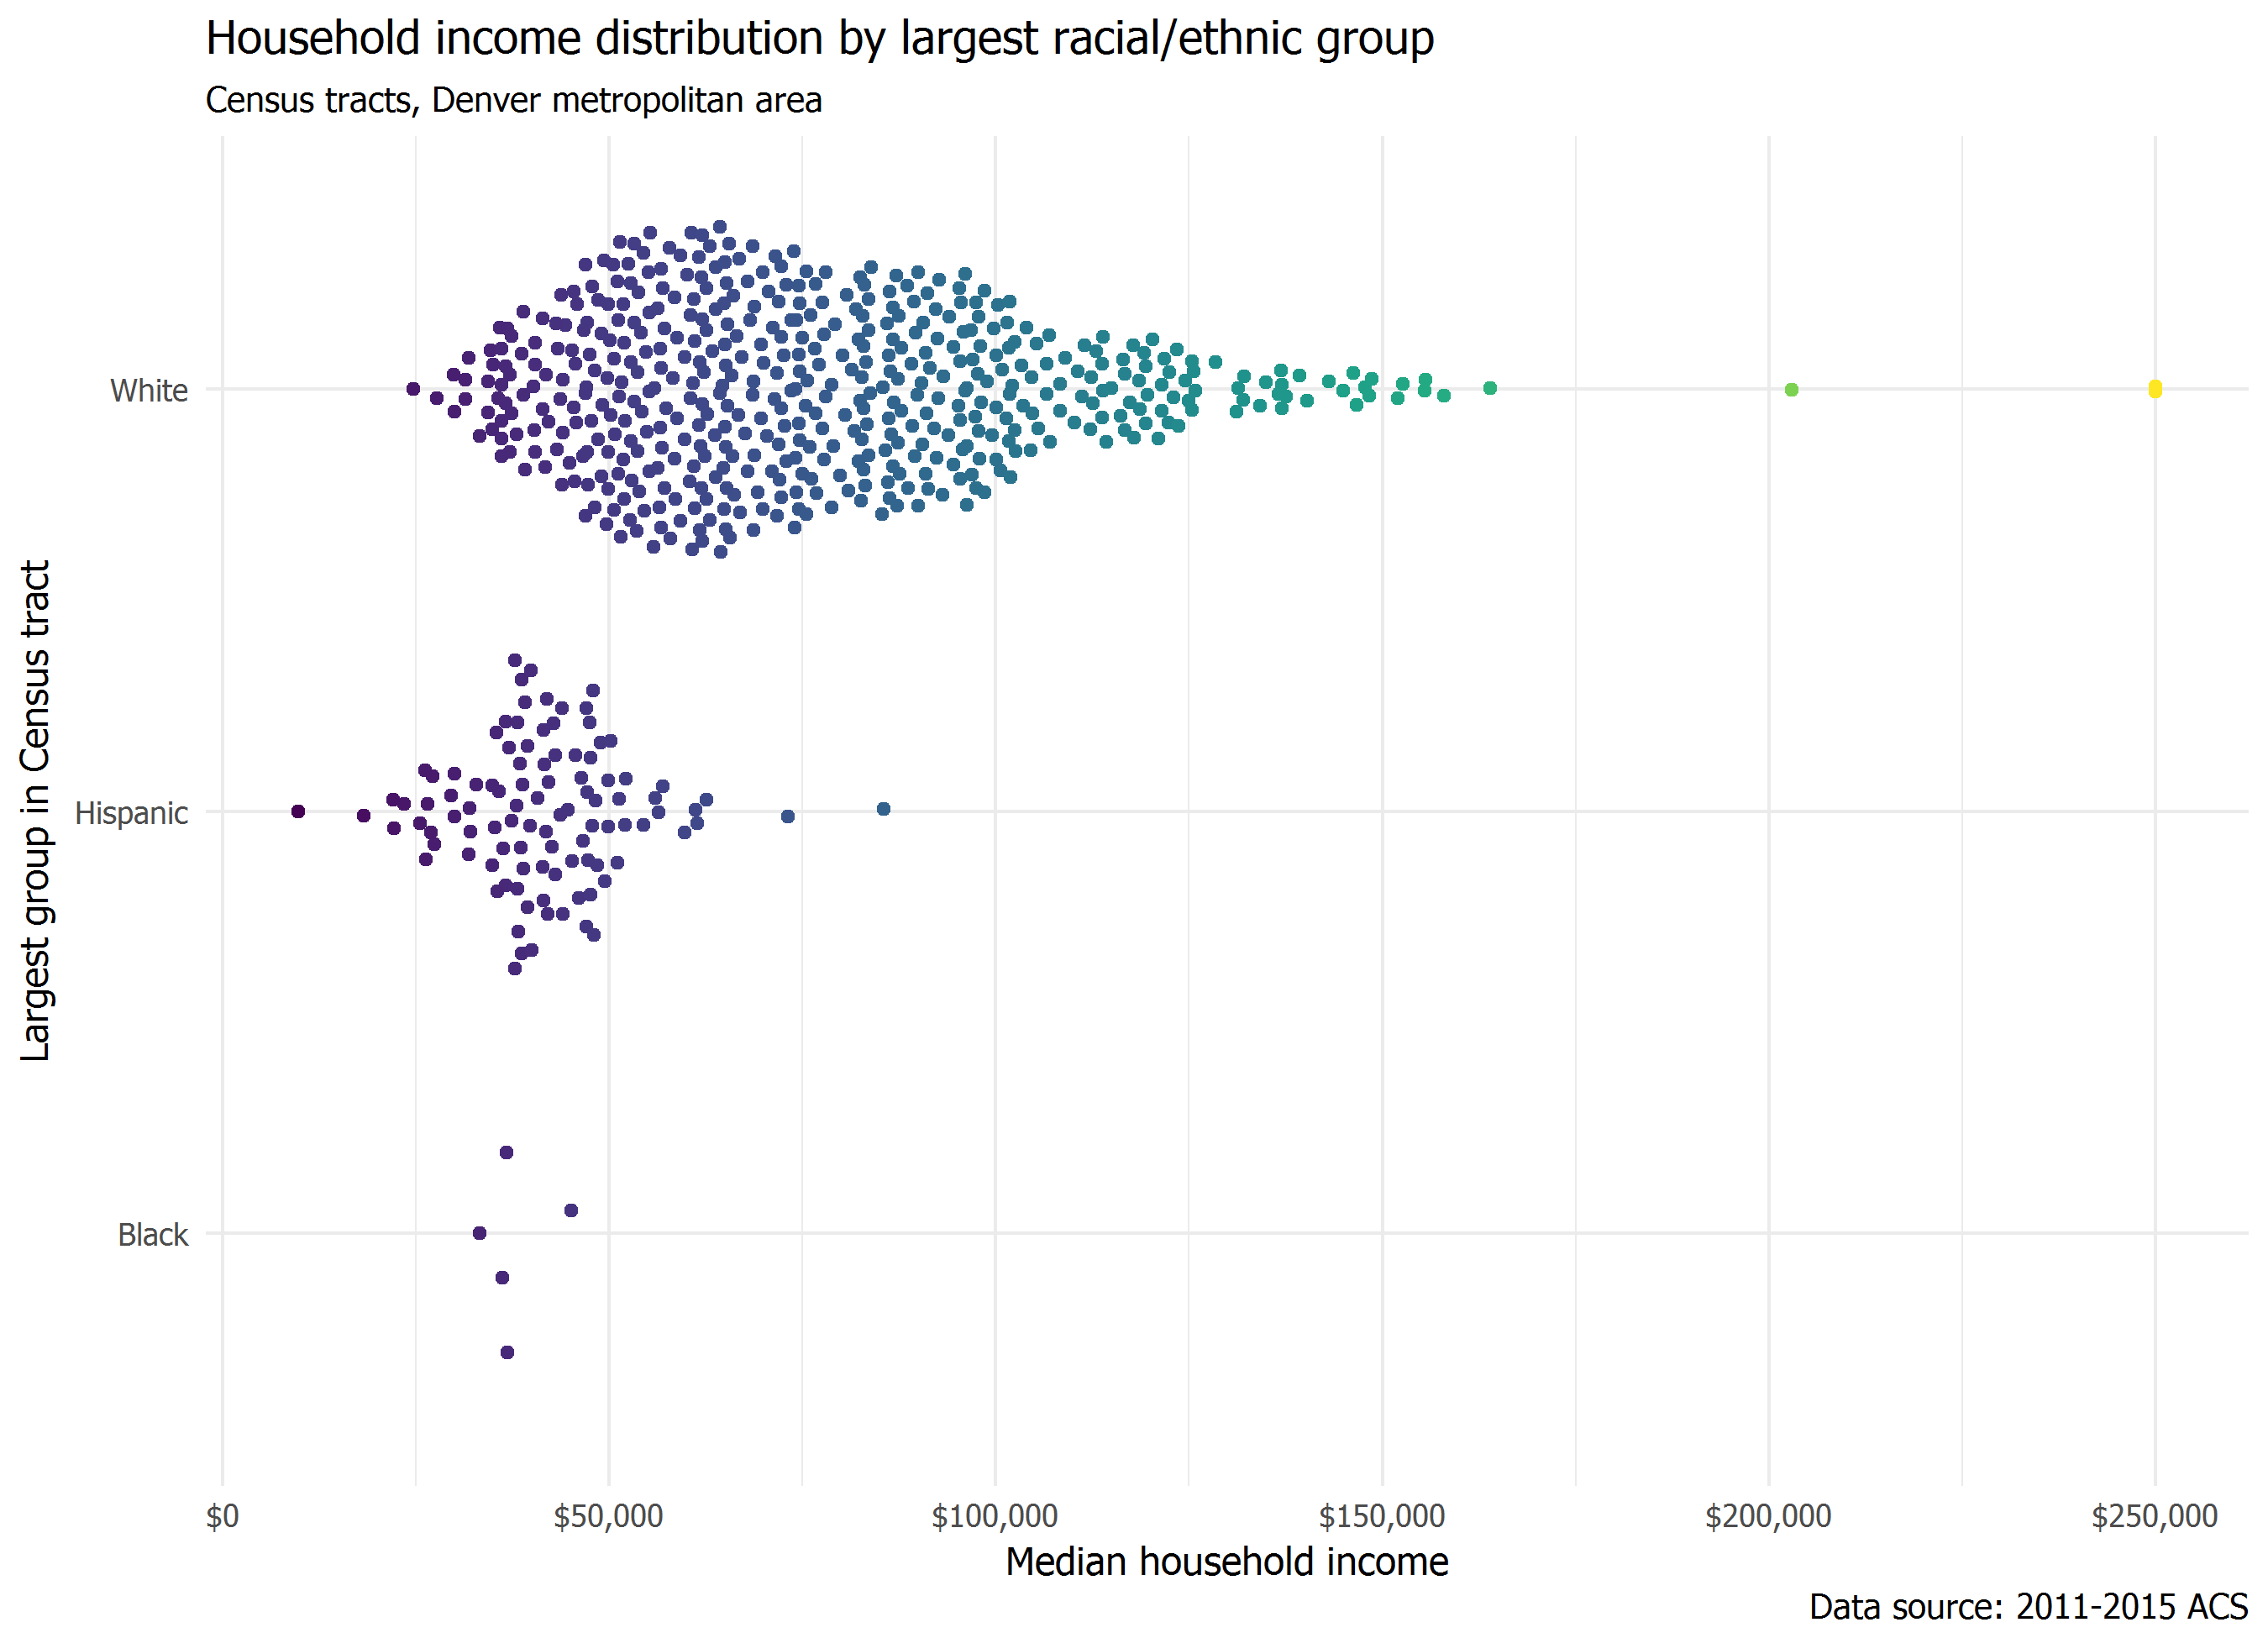 Household income distribution by largest racial/ethnic group
Census tracts, Denver metropolitan area
Largest group in Census tract
White
Hispanic
Black
$0
$50,000
$100,000
$150,000
$200,000
$250,000
Median household income
Data source: 2011-2015 ACS